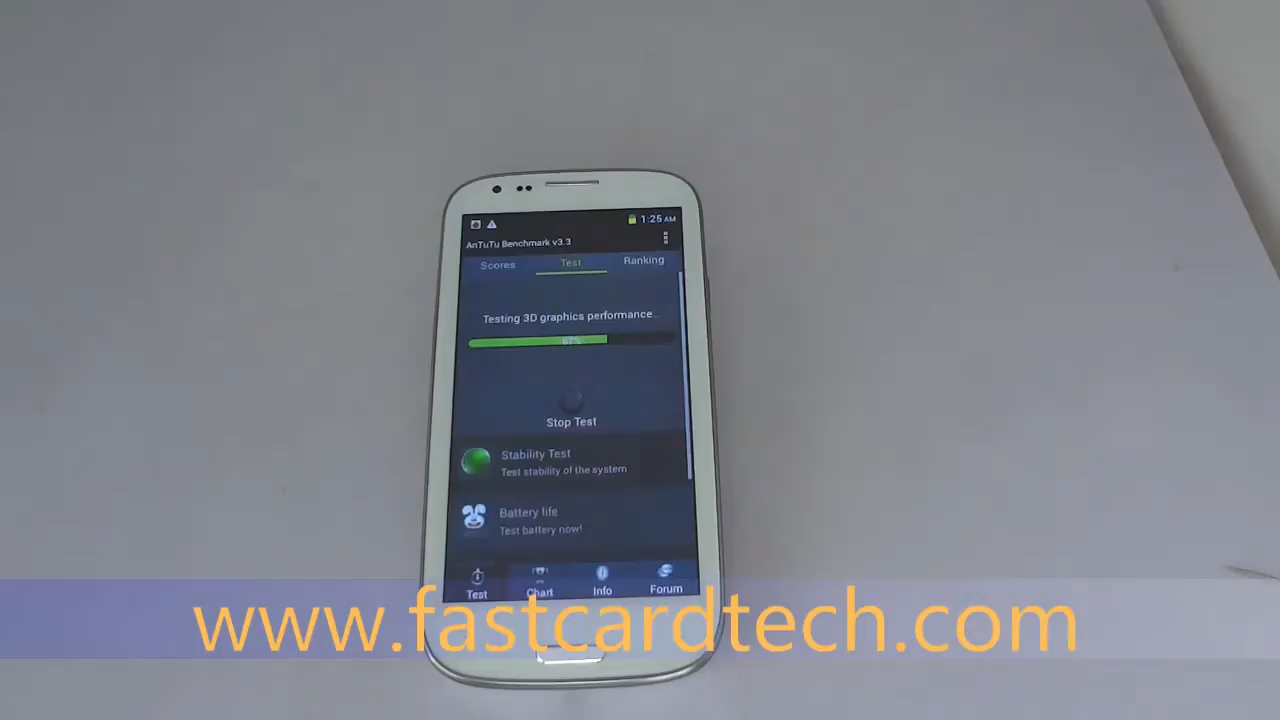 1:25 AM
AnTuTu Benchmark v3.3
Scores Test Ranking
Testing 3D graphics performance...
67%
Stop Test
Stability Test
Test stability of the system
Battery life
Test battery now!
Test Chart Info Forum
www.fastcardtech.com